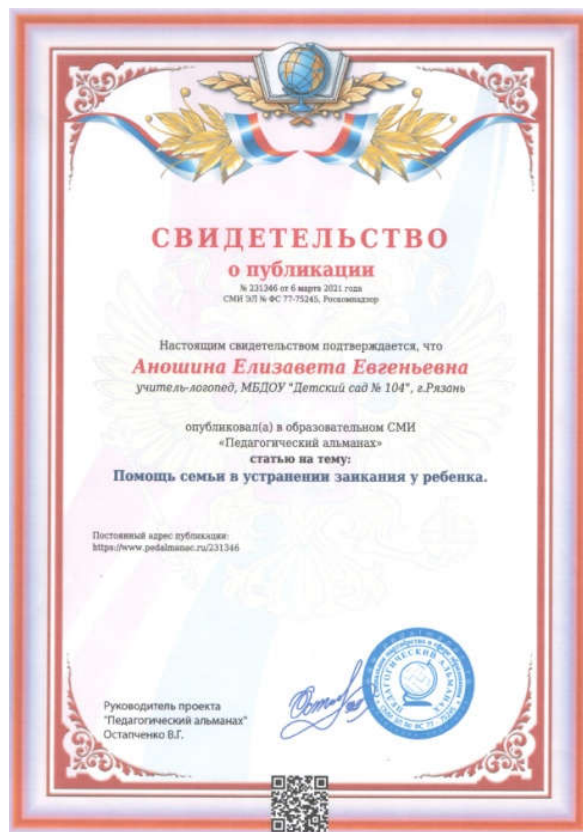 СВИДЕТЕЛЬСТВО
о публикации
№ 231346 от 6 марта 2021 года
СМИ ЭЛ № ФС 77-75245, Роскомнадзор
Настоящим свидетельством подтверждается, что
Аношина Елизавета Евгеньевна
учитель-логопед, МБДОУ "Детский сад № 104", г.Рязань
опубликовал(а) в образовательном СМИ
«Педагогический альманах»
статью на тему:
Помощь семьи в устранении заикания у ребенка.
Постоянный адрес публикации:
https://www.pedalmanac.ru/231346
ПЕДАГОГИЧЕСКИЙ АЛЬМАНАХ
Руководитель проекта
"Педагогический альманах"
Остапченко В.Г.